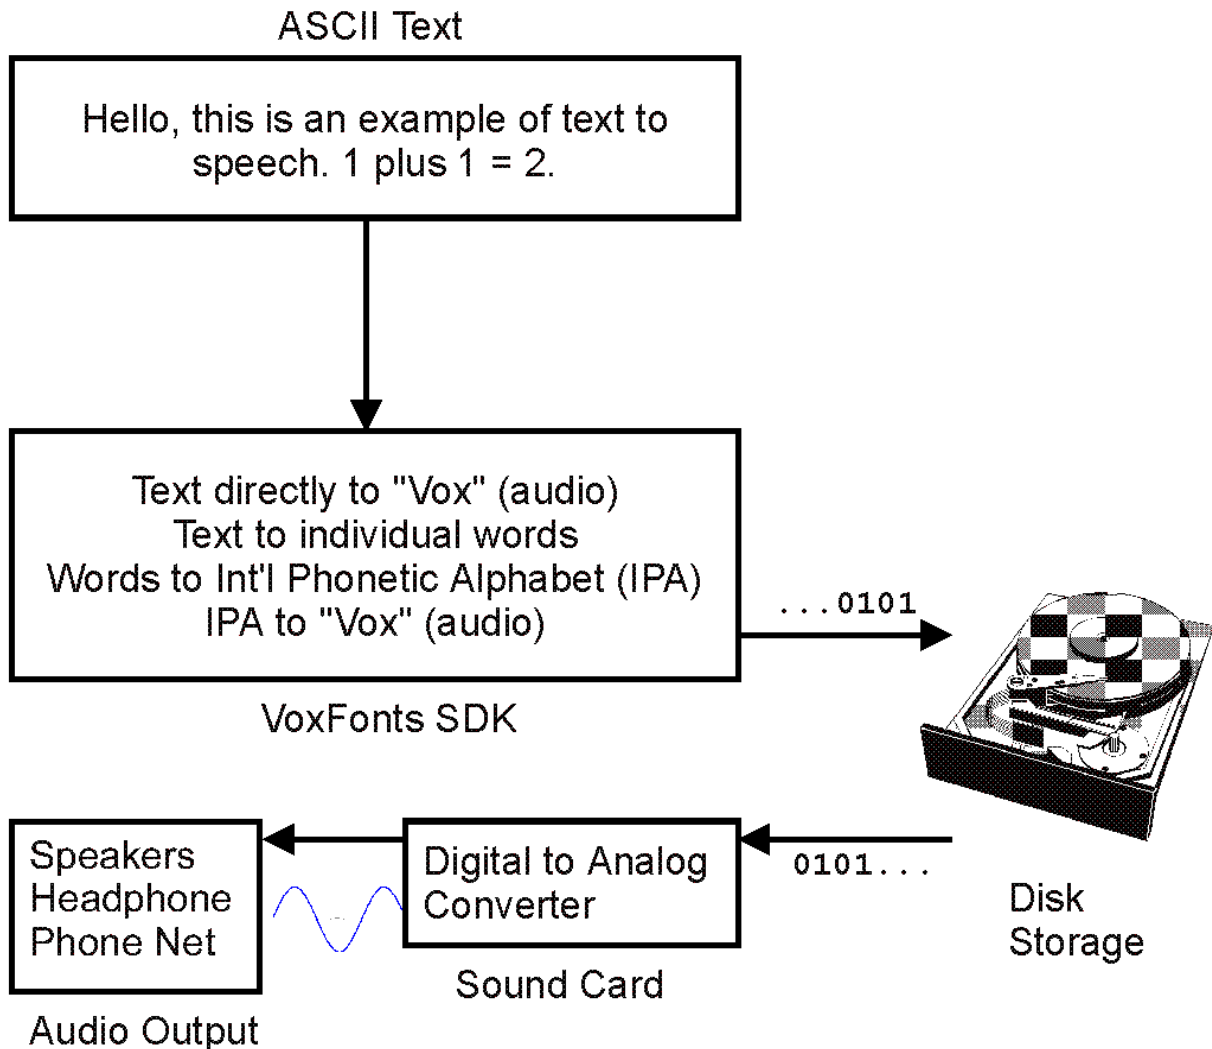 ASCII Text
Hello, this is an example of text to
speech. 1 plus 1 = 2.
Text directly to "Vox" (audio)
Text to individual words
Words to Int'l Phonetic Alphabet (IPA)
IPA to "Vox" (audio)
...0101
VoxFonts SDK
Speakers
Headphone
Phone Net
Audio Output
Digital to Analog
Converter
Sound Card
0101...
Disk
Storage